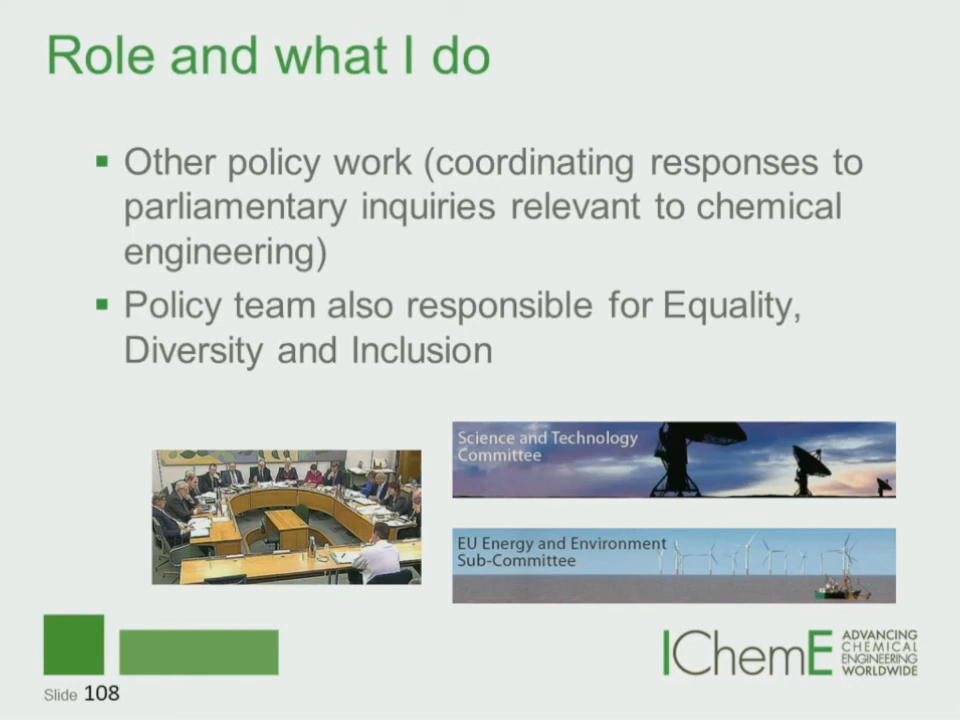 Role and what I do
▪ Other policy work (coordinating responses to
parliamentary inquiries relevant to chemical
engineering)
▪ Policy team also responsible for Equality,
Diversity and Inclusion
Science and Technology
Committee
EU Energy and Environment
Sub-Committee
IChemE
ADVANCING
CHEMICAL
ENGINEERING
WORLDWIDE
Slide 108